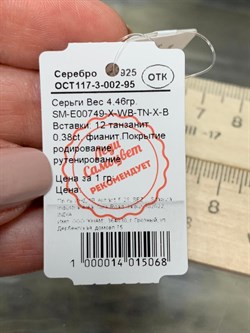 Серебро 925
ОСТ117-3-002-95
ОТК
Серьги Вес 4.46гр.
SM-E00749-X-WB-TN-X-B
Вставки: 12 танзанит
0.38ct, фианит.Покрытие
родирование
рутенирование
Цена за 1 гр
Цена
Леди
Самоцвет
РЕКОМЕНДУЕТ
1 000014 015068